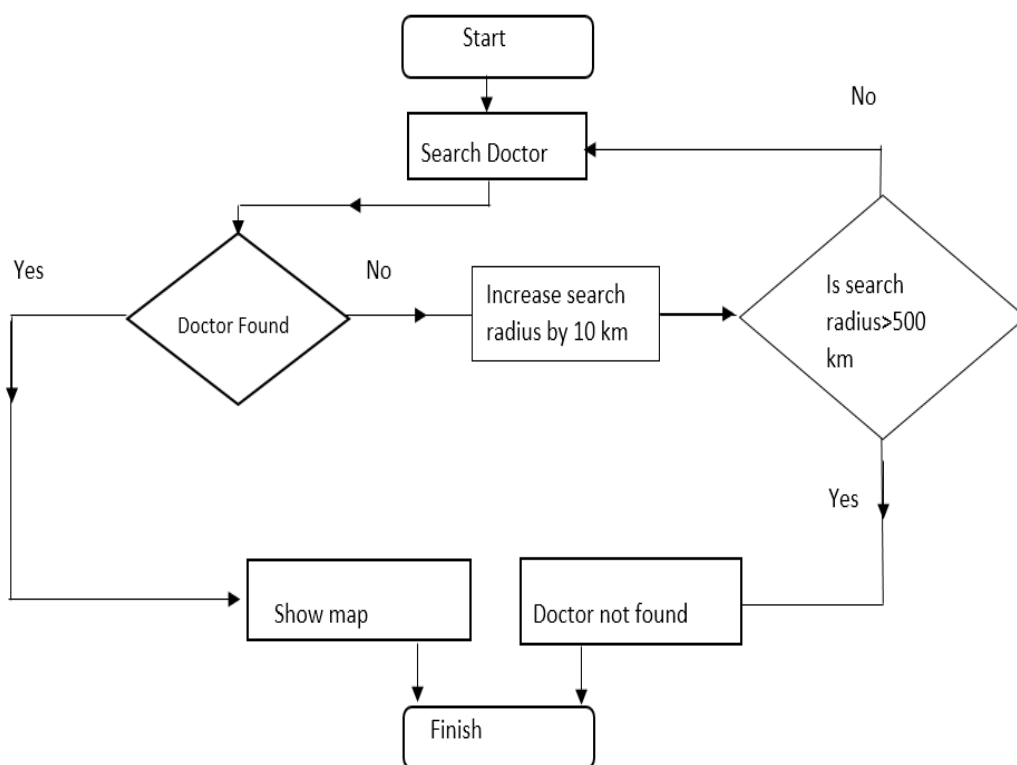 Start
No
Search Doctor
Yes
No
Doctor Found
Increase search
radius by 10 km
Is search
radius>500
km
Yes
Show map
Doctor not found
Finish